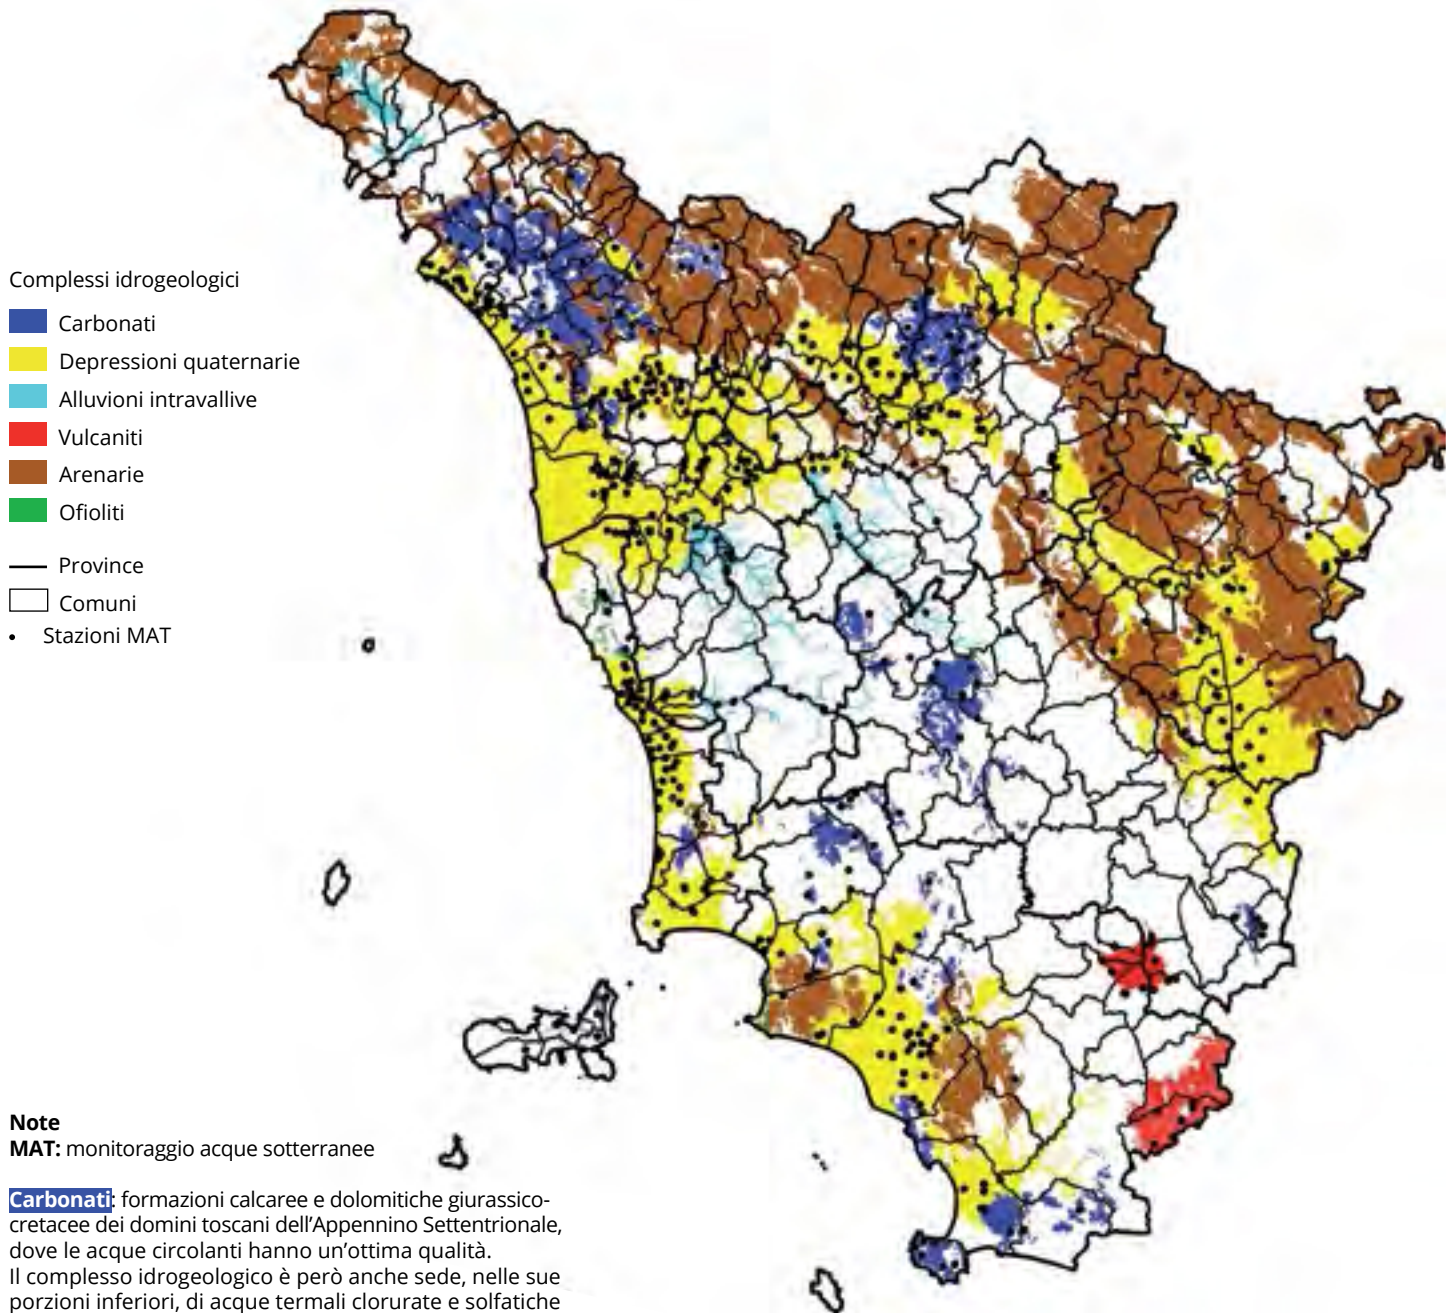 Complessi idrogeologici
Carbonati
Depressioni quaternarie
Alluvioni intravallive
Vulcaniti
Arenarie
Ofioliti
Province
Comuni
Stazioni MAT
Note
MAT: monitoraggio acque sotterranee
Carbonati: formazioni calcaree e dolomitiche giurassico-
cretacee dei domini toscani dell'Appennino Settentrionale,
dove le acque circolanti hanno un'ottima qualità.
Il complesso idrogeologico è però anche sede, nelle sue
porzioni inferiori, di acque termali clorurate e solfatiche